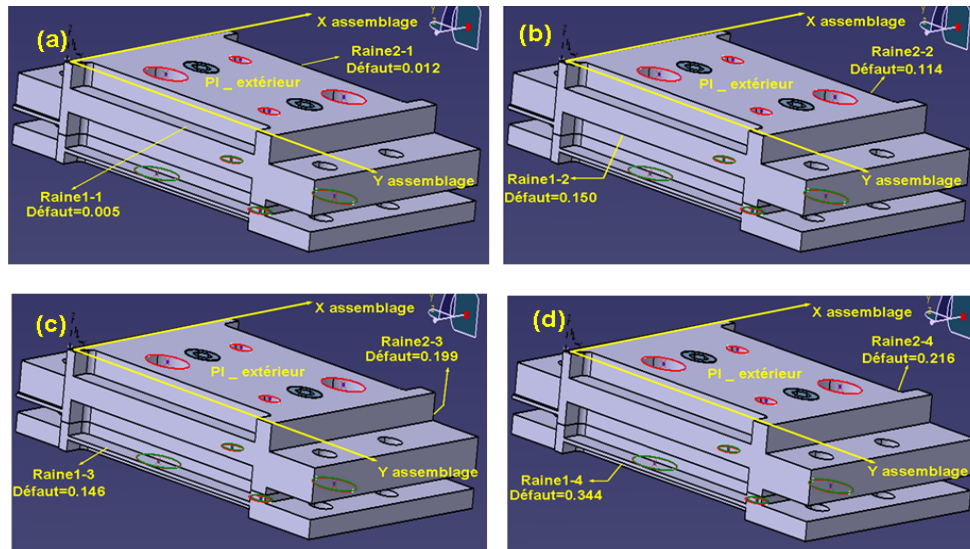 (a)
X assemblage
Raine2-1
Défaut=0.012
PI _ extérieur
Y assemblage
Raine1-1
Défaut=0.005
(b)
X assemblage
Raine2-2
Défaut=0.114
PI _ extérieur
Y assemblage
Raine1-2
Défaut=0.150
(c)
X assemblage
Raine2-3
Défaut=0.199
PI _ extérieur
Y assemblage
Raine1-3
Défaut=0.146
(d)
X assemblage
Raine2-4
Défaut=0.216
PI _ extérieur
Y assemblage
Raine1-4
Défaut=0.344